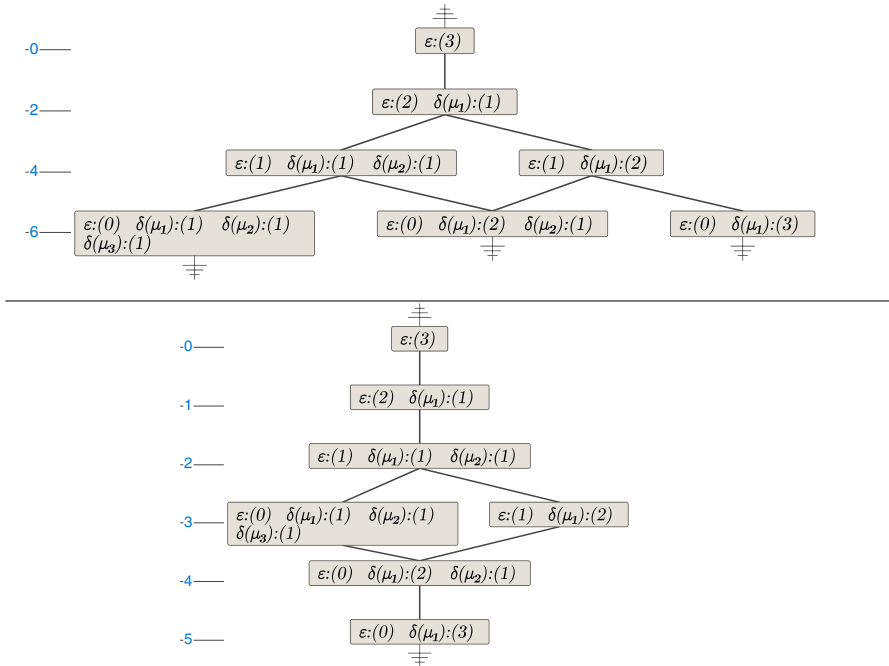 -0
ε:(3)
-2
ε:(2) δ(μ₁):(1)
-4
ε:(1) δ(μ₁):(1) δ(μ₂):(1)
ε:(1) δ(μ₁):(2)
-6
ε:(0) δ(μ₁):(1) δ(μ₂):(1)
δ(μ₃):(1)
ε:(0) δ(μ₁):(2) δ(μ₂):(1)
ε:(0) δ(μ₁):(3)
-0
ε:(3)
-1
ε:(2) δ(μ₁):(1)
-2
ε:(1) δ(μ₁):(1) δ(μ₂):(1)
-3
ε:(0) δ(μ₁):(1) δ(μ₂):(1)
δ(μ₃):(1)
ε:(1) δ(μ₁):(2)
-4
ε:(0) δ(μ₁):(2) δ(μ₂):(1)
-5
ε:(0) δ(μ₁):(3)